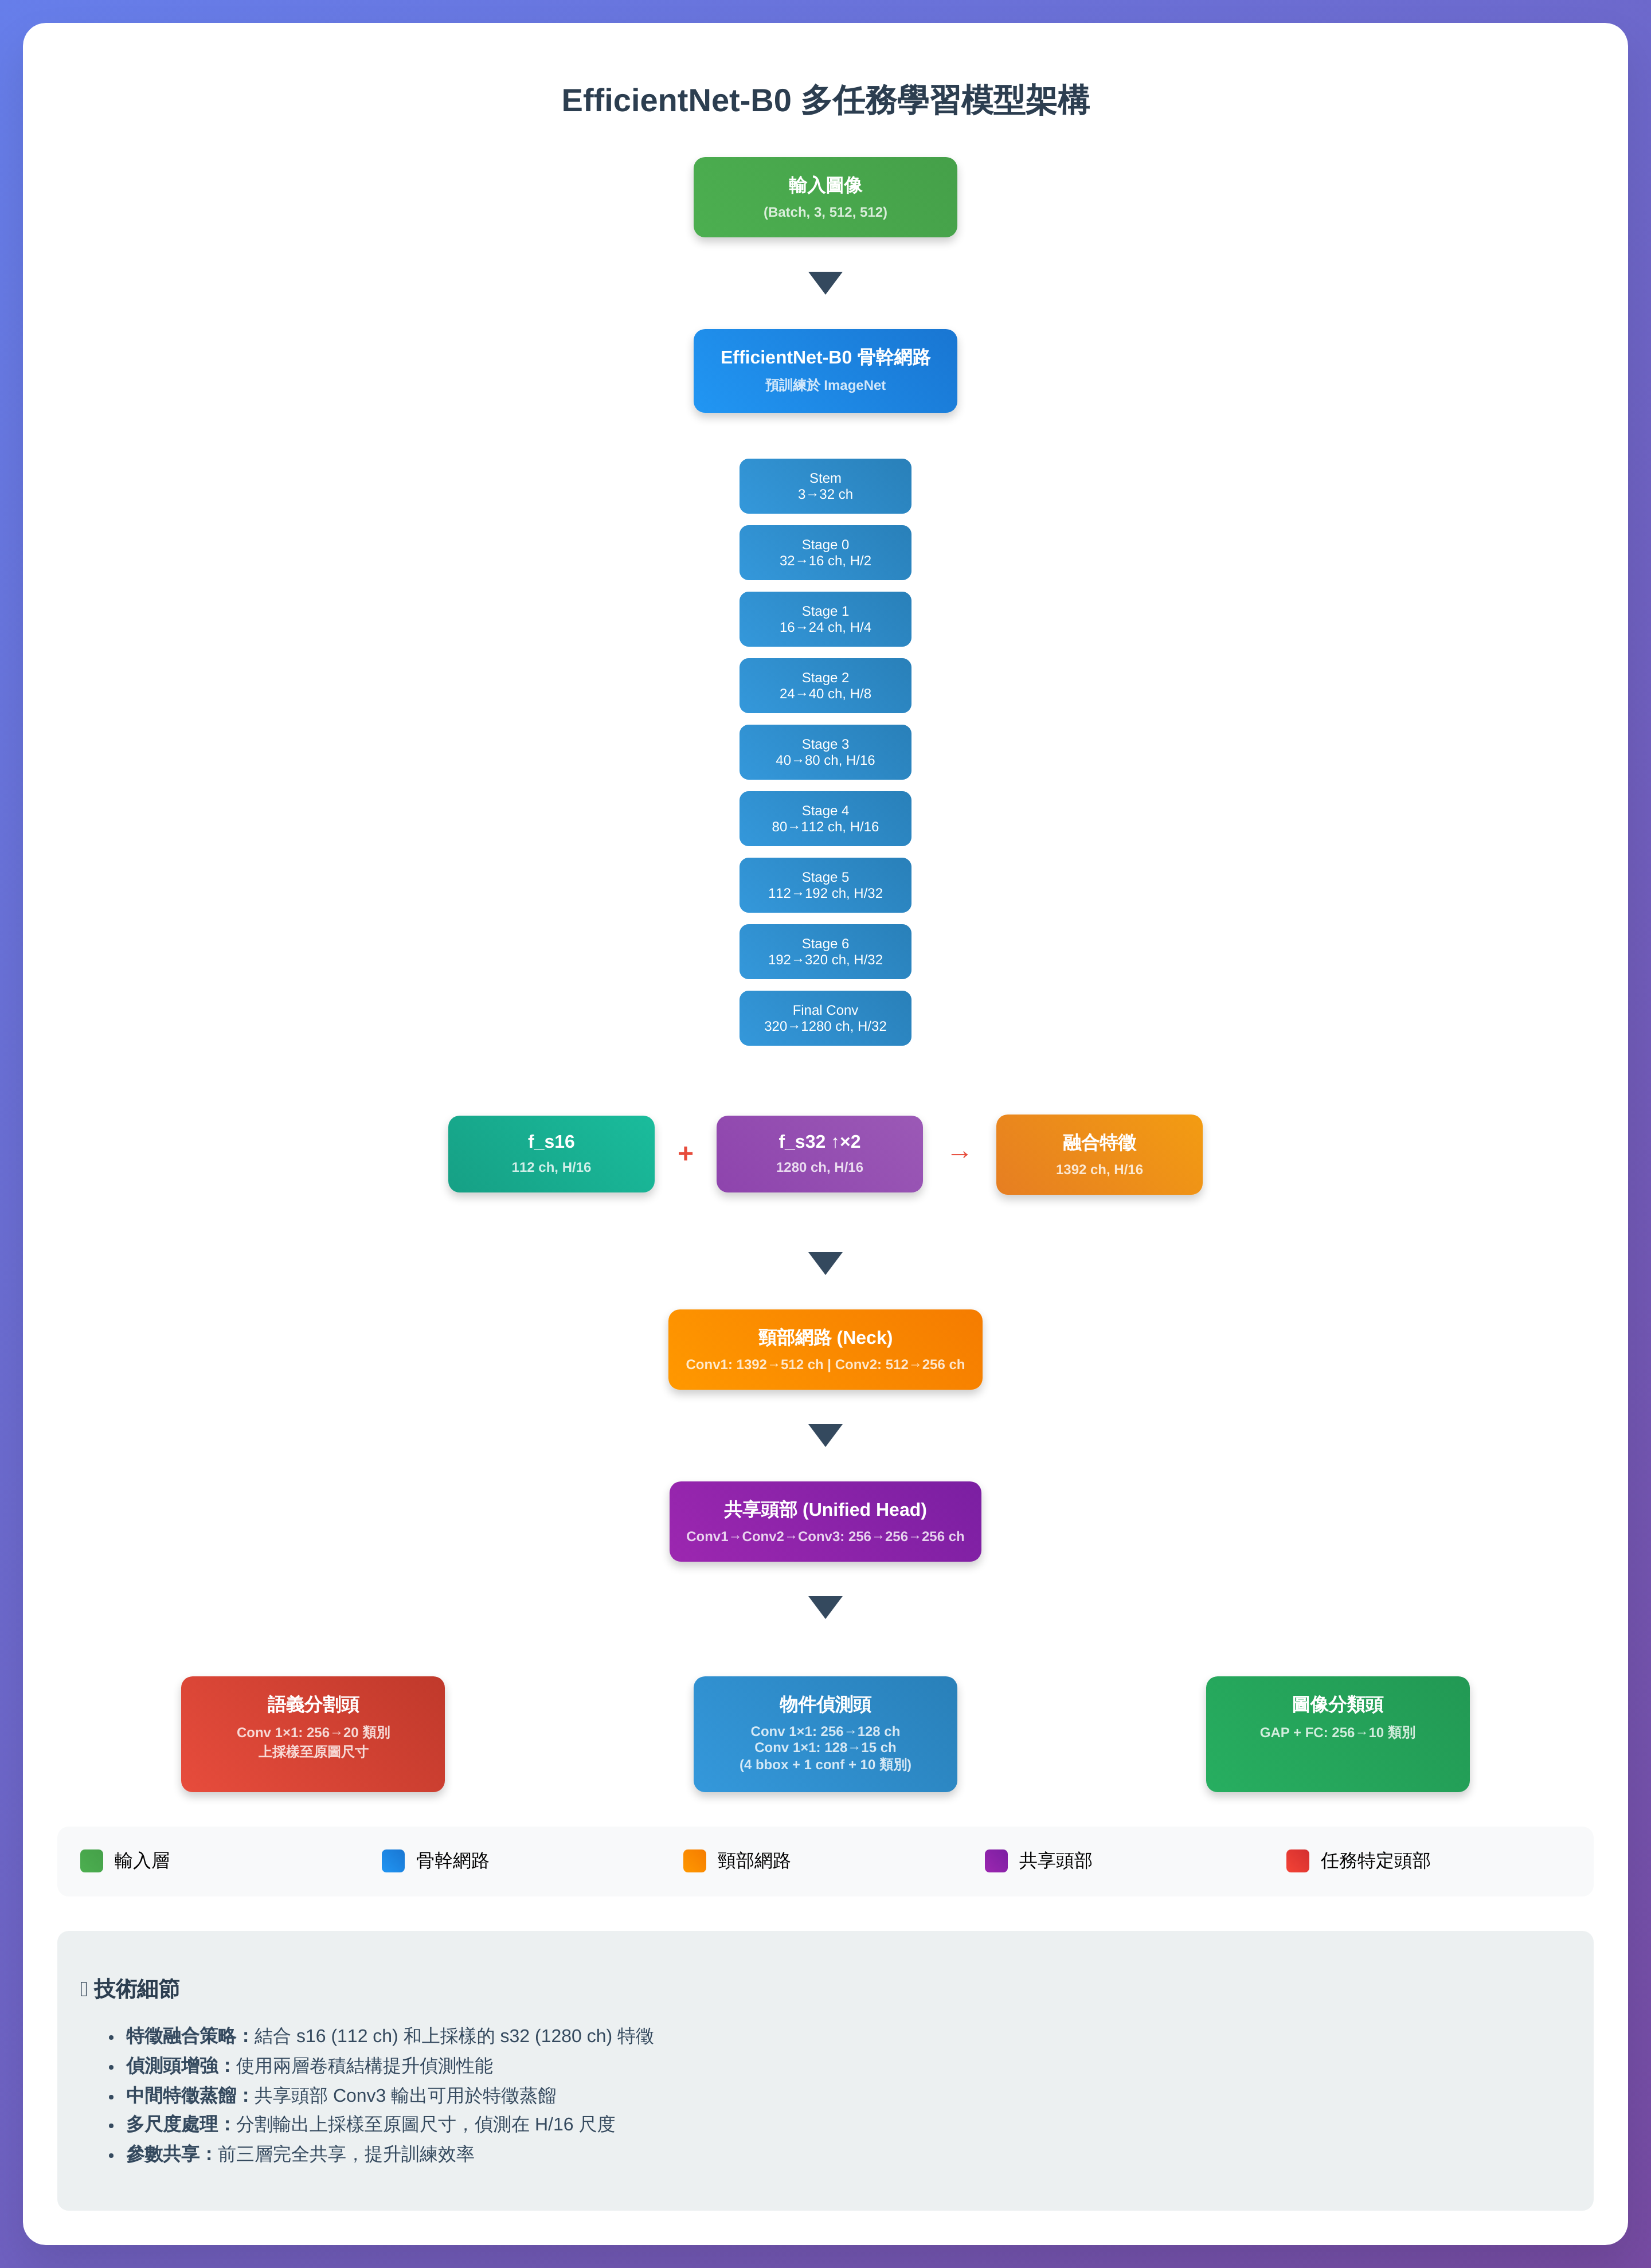 EfficientNet-B0 多任務學習模型架構
輸入圖像
(Batch, 3, 512, 512)
EfficientNet-B0 骨幹網路
預訓練於 ImageNet
Stem
3→32 ch
Stage 0
32→16 ch, H/2
Stage 1
16→24 ch, H/4
Stage 2
24→40 ch, H/8
Stage 3
40→80 ch, H/16
Stage 4
80→112 ch, H/16
Stage 5
112→192 ch, H/32
Stage 6
192→320 ch, H/32
Final Conv
320→1280 ch, H/32
f_s16
112 ch, H/16
+
f_s32 ↑×2
1280 ch, H/16
→
融合特徵
1392 ch, H/16
頸部網路 (Neck)
Conv1: 1392→512 ch | Conv2: 512→256 ch
共享頭部 (Unified Head)
Conv1→Conv2→Conv3: 256→256→256 ch
語義分割頭
Conv 1×1: 256→20 類別
上採樣至原圖尺寸
物件偵測頭
Conv 1×1: 256→128 ch
Conv 1×1: 128→15 ch
(4 bbox + 1 conf + 10 類別)
圖像分類頭
GAP + FC: 256→10 類別
輸入層
骨幹網路
頸部網路
共享頭部
任務特定頭部
技術細節
• 特徵融合策略：結合 s16 (112 ch) 和上採樣的 s32 (1280 ch) 特徵
• 偵測頭增強：使用兩層卷積結構提升偵測性能
• 中間特徵蒸餾：共享頭部 Conv3 輸出可用於特徵蒸餾
• 多尺度處理：分割輸出上採樣至原圖尺寸，偵測在 H/16 尺度
• 參數共享：前三層完全共享，提升訓練效率